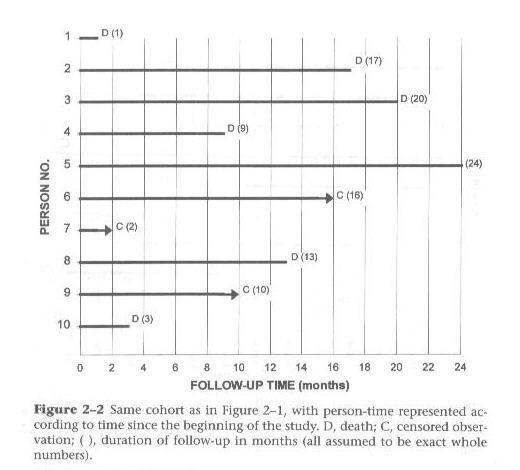 PERSON NO.
1 D (1)
2 D (17)
3 D (20)
4 D (9)
5 (24)
6 C (16)
7 C (2)
8 D (13)
9 C (10)
10 D (3)
0 2 4 6 8 10 12 14 16 18 20 22 24
FOLLOW-UP TIME (months)
Figure 2–2 Same cohort as in Figure 2–1, with person-time represented ac-
cording to time since the beginning of the study. D, death; C, censored obser-
vation; ( ), duration of follow-up in months (all assumed to be exact whole
numbers).